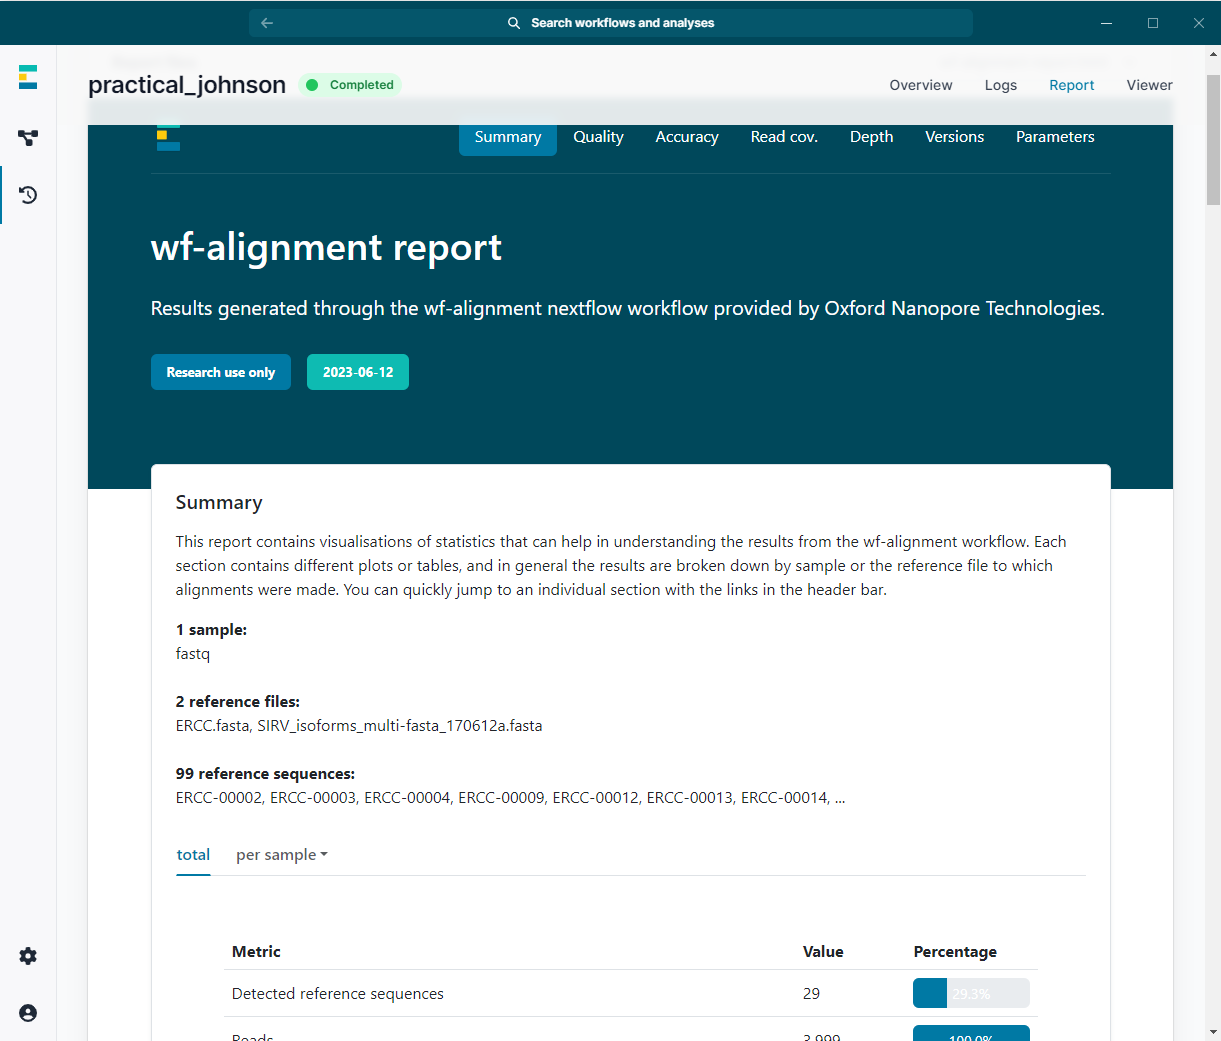 Search workflows and analyses
practical_johnson Completed Overview Logs Report Viewer
Summary Quality Accuracy Read cov. Depth Versions Parameters
wf-alignment report
Results generated through the wf-alignment nextflow workflow provided by Oxford Nanopore Technologies.
Research use only 2023-06-12
Summary
This report contains visualisations of statistics that can help in understanding the results from the wf-alignment workflow. Each
section contains different plots or tables, and in general the results are broken down by sample or the reference file to which
alignments were made. You can quickly jump to an individual section with the links in the header bar.
1 sample:
fastq
2 reference files:
ERCC.fasta, SIRV_isoforms_multi-fasta_170612a.fasta
99 reference sequences:
ERCC-00002, ERCC-00003, ERCC-00004, ERCC-00009, ERCC-00012, ERCC-00013, ERCC-00014, ...
total per sample
Metric Value Percentage
Detected reference sequences 29 29.3%
Reads 3,999 100.0%